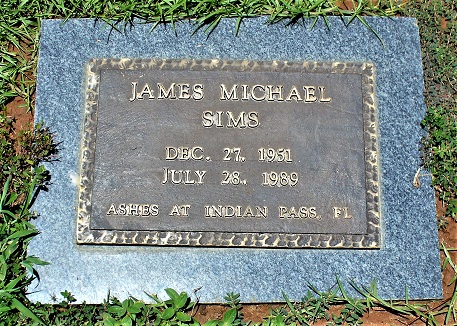 JAMES MICHAEL
SIMS
DEC. 27, 1951
JULY 28, 1989
ASHES AT INDIAN PASS, FL